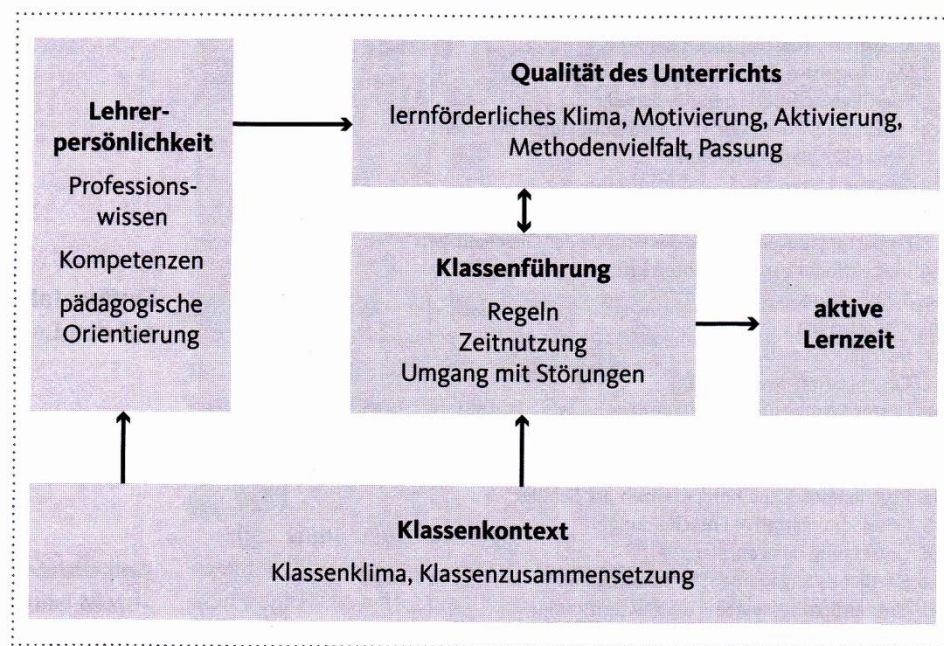 Lehrer-
persönlichkeit
Professions-
wissen
Kompetenzen
pädagogische
Orientierung
Qualität des Unterrichts
lernförderliches Klima, Motivierung, Aktivierung,
Methodenvielfalt, Passung
Klassenführung
Regeln
Zeitnutzung
Umgang mit Störungen
aktive
Lernzeit
Klassenkontext
Klassenklima, Klassenzusammensetzung